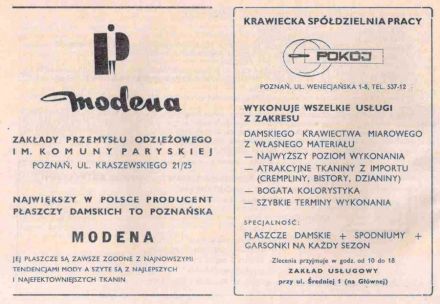 modena
ZAKŁADY PRZEMYSŁU ODZIEŻOWEGO
IM. KOMUNY PARYSKIEJ
POZNAŃ, UL. KRASZEWSKIEGO 21/25
NAJWIĘKSZY W POLSCE PRODUCENT
PŁASZCZY DAMSKICH TO POZNAŃSKA
MODENA
JEJ PŁASZCZE SĄ ZAWSZE ZGODNE Z NAJNOWSZYMI
TENDENCJAMI MODY A SZYTE SĄ Z NAJLEPSZYCH
I NAJEFEKTOWNIEJSZYCH TKANIN
KRAWIECKA SPÓŁDZIELNIA PRACY
POKÓJ
POZNAŃ, UL. WENECJAŃSKA 1-8, TEL. 537-12
WYKONUJE WSZELKIE USŁUGI
Z ZAKRESU
DAMSKIEGO KRAWIECTWA MIAROWEGO
Z WŁASNEGO MATERIAŁU
— NAJWYŻSZY POZIOM WYKONANIA
— ATRAKCYJNE TKANINY Z IMPORTU
(CREMPLINY, BISTORY, DZIANINY)
— BOGATA KOLORYSTYKA
— SZYBKIE TERMINY WYKONANIA
SPECJALNOŚĆ:
PŁASZCZE DAMSKIE + SPODNIUMY +
GARSONKI NA KAŻDY SEZON
Zlecenia przyjmuje w godz. od 10 do 18
ZAKŁAD USŁUGOWY
przy ul. Średniej 1 (na Głównej)